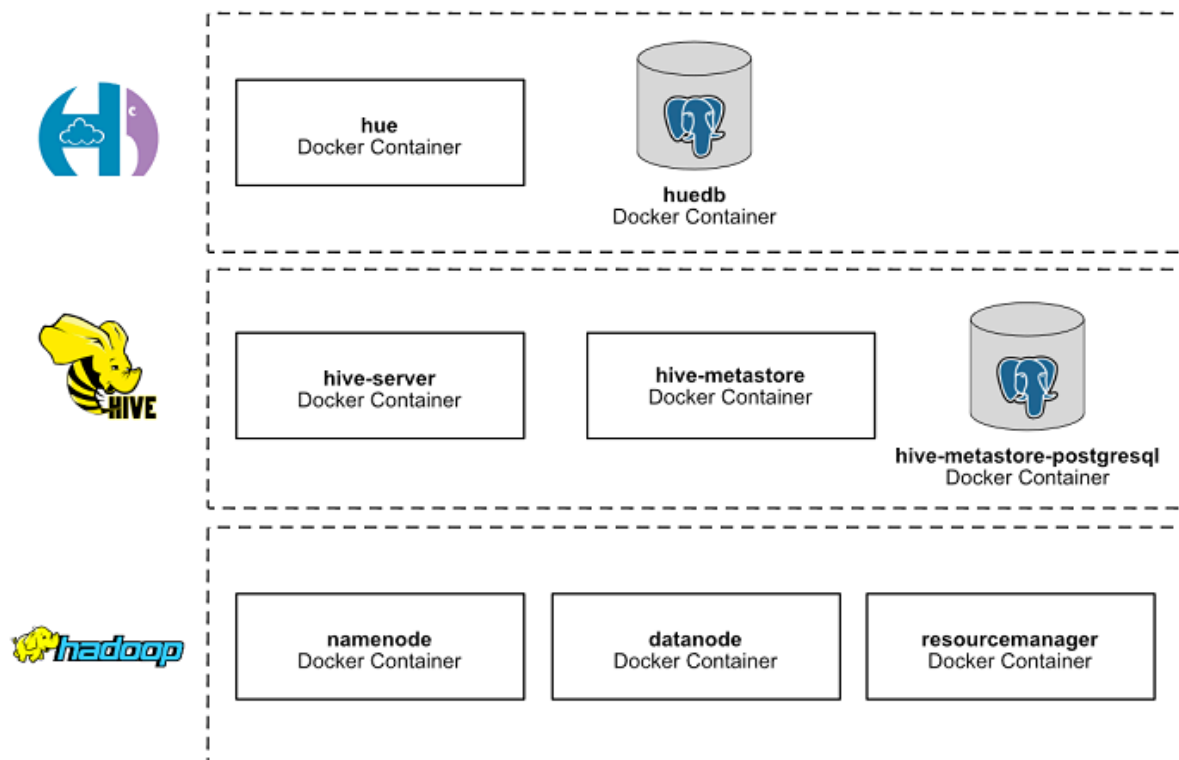 hue
Docker Container
huedb
Docker Container
HIVE
hive-server
Docker Container
hive-metastore
Docker Container
hive-metastore-postgresql
Docker Container
hadoop
namenode
Docker Container
datanode
Docker Container
resourcemanager
Docker Container